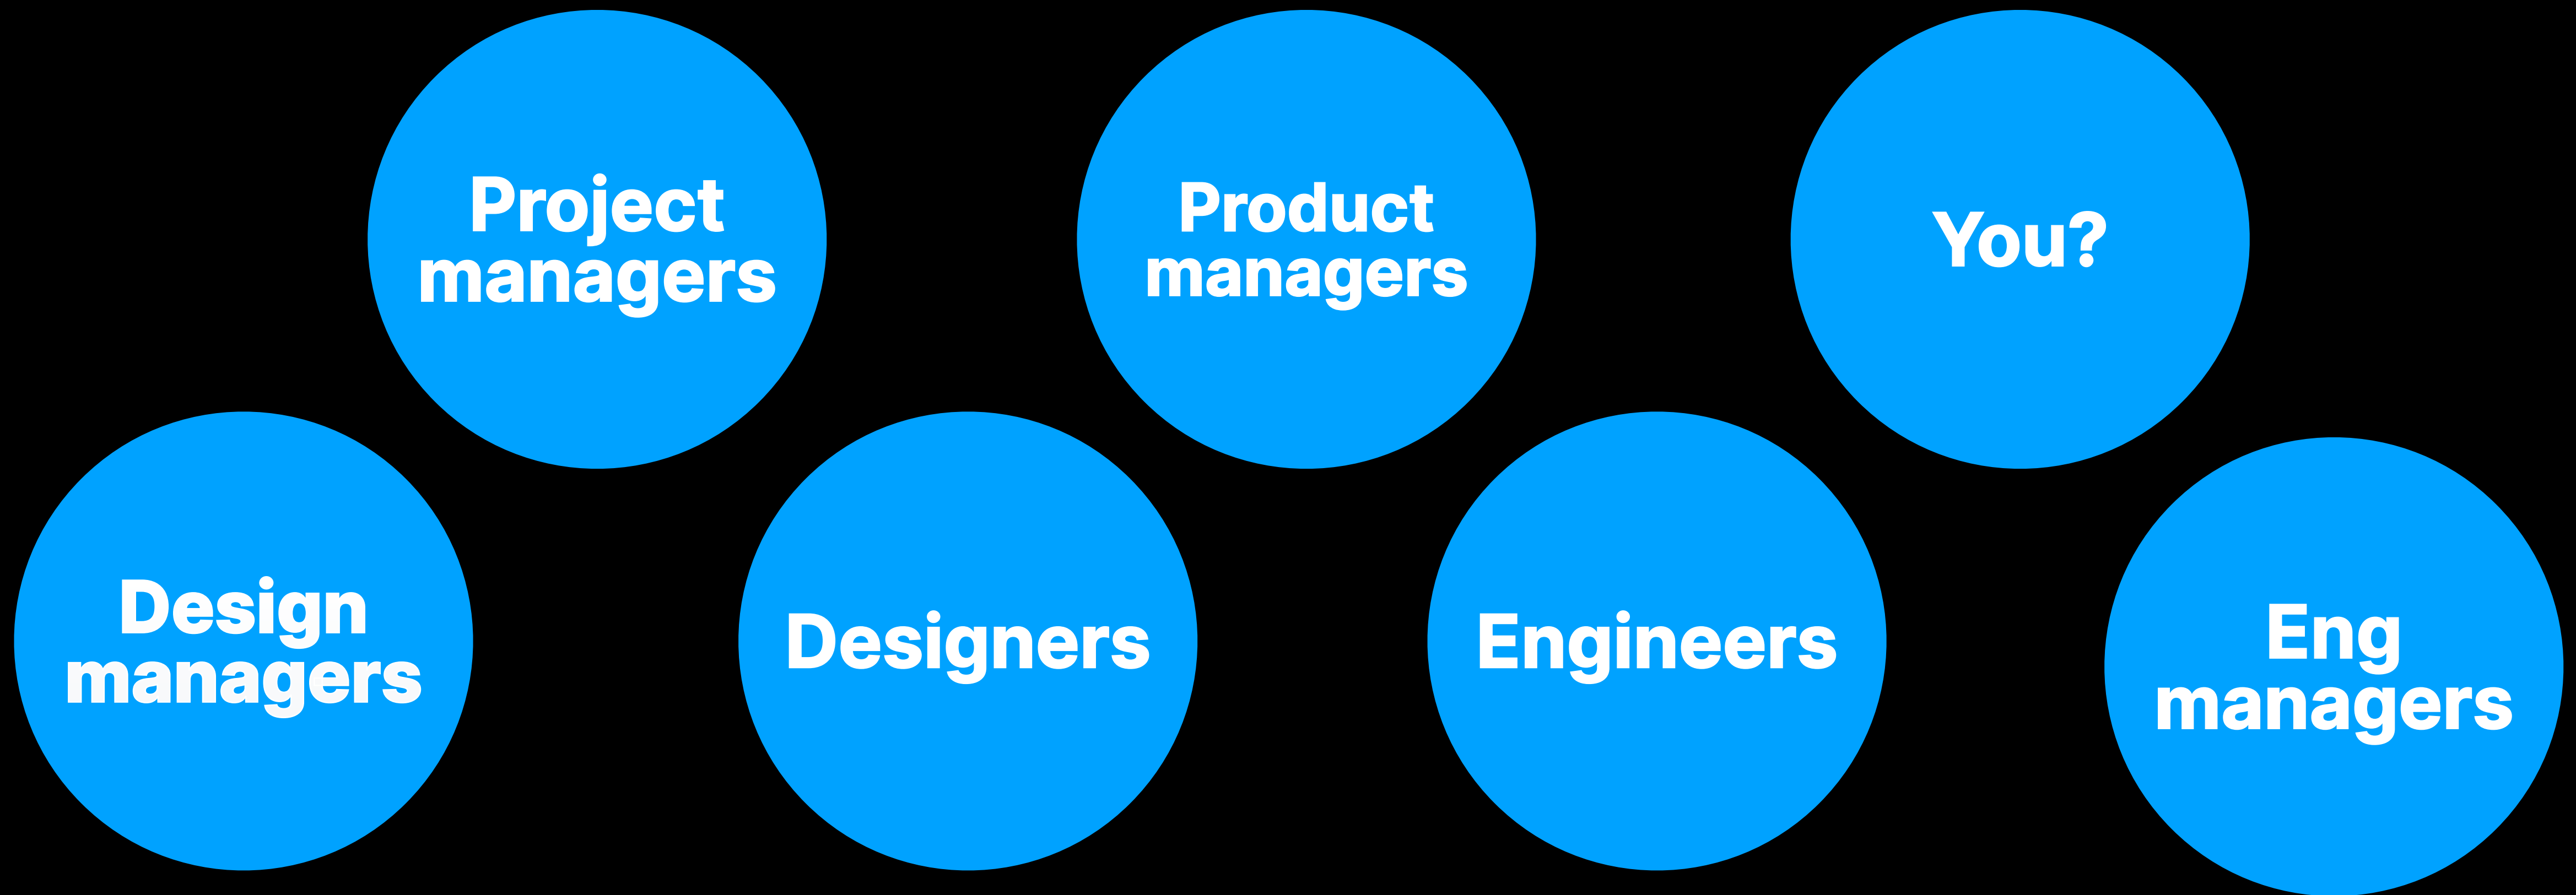 Project
managers
Product
managers
You?
Design
managers
Designers
Engineers
Eng
managers